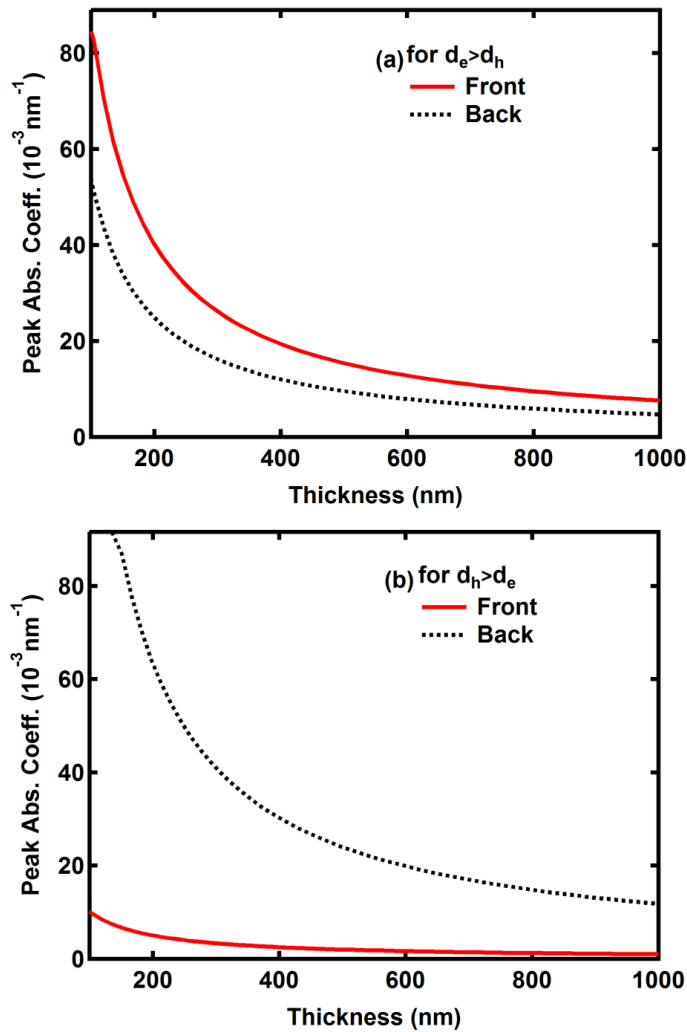 (a) for de>dh
Front
Back
80
60
40
20
0
Peak Abs. Coeff. (10⁻³ nm⁻¹)
200 400 600 800 1000
Thickness (nm)
(b) for dh>de
Front
Back
80
60
40
20
0
Peak Abs. Coeff. (10⁻³ nm⁻¹)
200 400 600 800 1000
Thickness (nm)